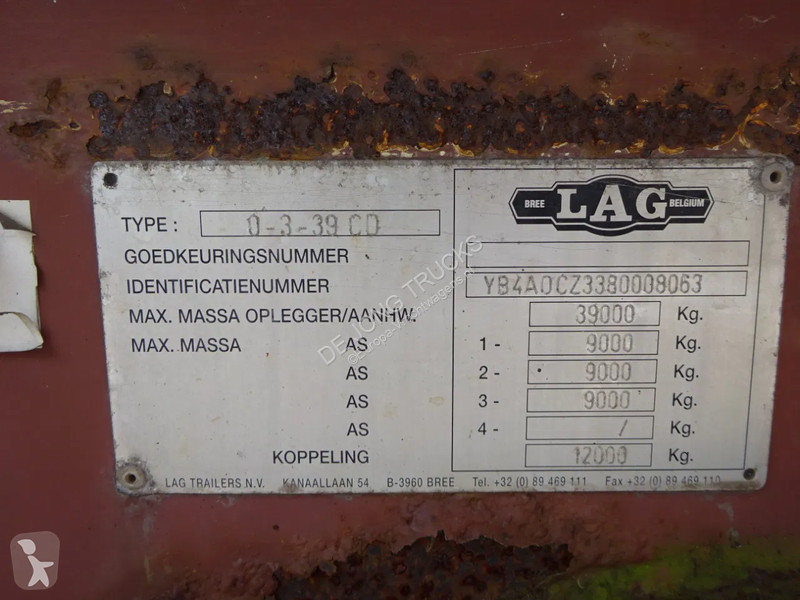 BREE LAG BELGIUM
TYPE : 0-3-39 CD
GOEDKEURINGSNUMMER
IDENTIFICATIENUMMER YB4A0CZ3380008063
MAX. MASSA OPLEGGER/AANHW. 39000 Kg.
MAX. MASSA AS 1 - 9000 Kg.
AS 2 - 9000 Kg.
AS 3 - 9000 Kg.
AS 4 - / Kg.
KOPPELING 12000 Kg.
LAG TRAILERS N.V. KANAALLAAN 54 B-3960 BREE Tel. +32 (0) 89 469 111 Fax +32 (0) 89 469 110
DE JONG TRUCKS